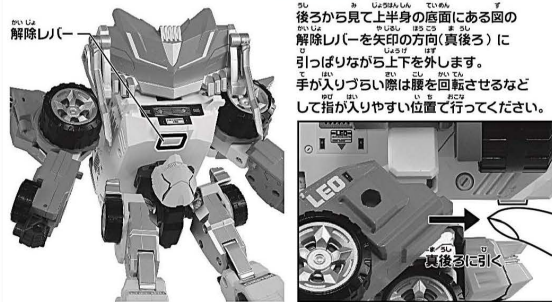 解除レバー
後ろから見て上半身の底面にある図の
解除レバーを矢印の方向(真後ろ)に
引っぱりながら上下を外します。
手が入りづらい際は腰を回転させるなど
して指が入りやすい位置で行ってください。
LEO
LEO
真後ろに引く